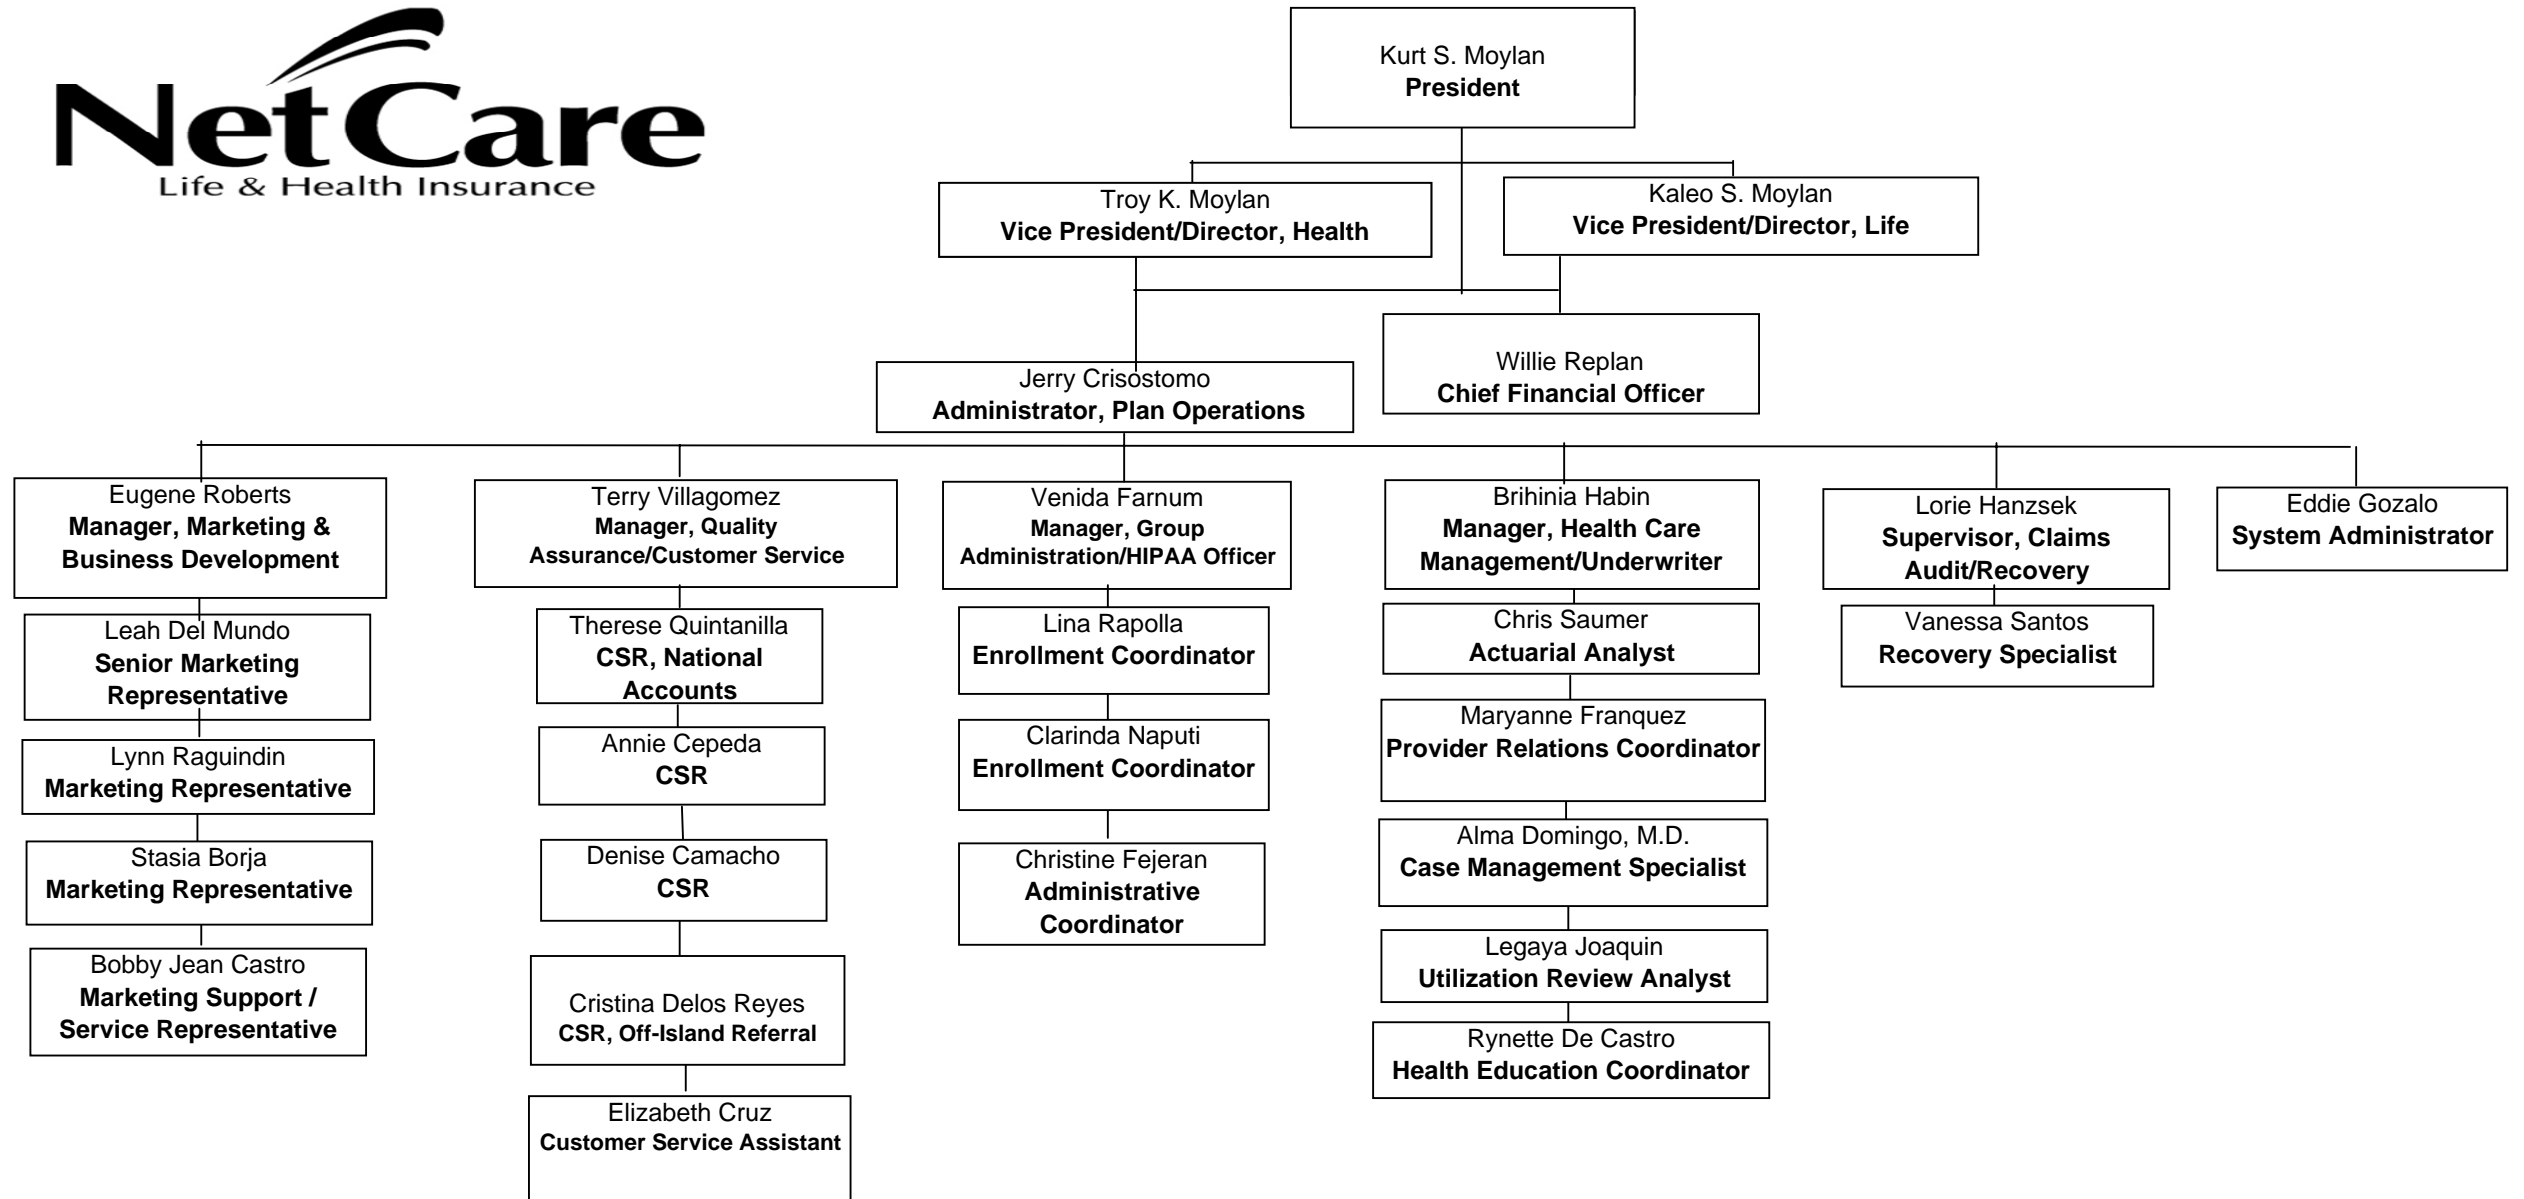 NetCare
Life & Health Insurance
Kurt S. Moylan
President
Troy K. Moylan
Vice President/Director, Health
Kaleo S. Moylan
Vice President/Director, Life
Willie Replan
Chief Financial Officer
Jerry Crisostomo
Administrator, Plan Operations
Eugene Roberts
Manager, Marketing &
Business Development
Leah Del Mundo
Senior Marketing
Representative
Lynn Raguindin
Marketing Representative
Stasia Borja
Marketing Representative
Bobby Jean Castro
Marketing Support /
Service Representative
Terry Villagomez
Manager, Quality
Assurance/Customer Service
Therese Quintanilla
CSR, National
Accounts
Annie Cepeda
CSR
Denise Camacho
CSR
Cristina Delos Reyes
CSR, Off-Island Referral
Elizabeth Cruz
Customer Service Assistant
Venida Farnum
Manager, Group
Administration/HIPAA Officer
Lina Rapolla
Enrollment Coordinator
Clarinda Naputi
Enrollment Coordinator
Christine Fejeran
Administrative
Coordinator
Brihinia Habin
Manager, Health Care
Management/Underwriter
Chris Saumer
Actuarial Analyst
Maryanne Franquez
Provider Relations Coordinator
Alma Domingo, M.D.
Case Management Specialist
Legaya Joaquin
Utilization Review Analyst
Rynette De Castro
Health Education Coordinator
Lorie Hanzsek
Supervisor, Claims
Audit/Recovery
Vanessa Santos
Recovery Specialist
Eddie Gozalo
System Administrator